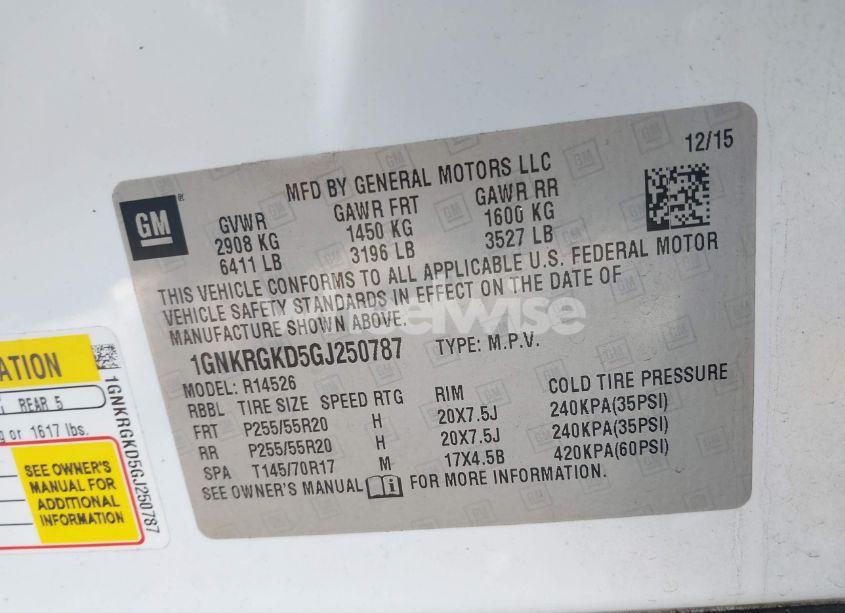 12/15
MFD BY GENERAL MOTORS LLC
GM
GVWR GAWR FRT GAWR RR
2908 KG 1450 KG 1600 KG
6411 LB 3196 LB 3527 LB
THIS VEHICLE CONFORMS TO ALL APPLICABLE U.S. FEDERAL MOTOR
VEHICLE SAFETY STANDARDS IN EFFECT ON THE DATE OF
MANUFACTURE SHOWN ABOVE.
1GNKRGKD5GJ250787 TYPE: M.P.V.
MODEL: R14526
RBBL TIRE SIZE SPEED RTG RIM COLD TIRE PRESSURE
FRT P255/55R20 H 20X7.5J 240KPA(35PSI)
RR P255/55R20 H 20X7.5J 240KPA(35PSI)
SPA T145/70R17 M 17X4.5B 420KPA(60PSI)
SEE OWNER'S MANUAL FOR MORE INFORMATION.
REAR 5
or 1617 lbs.
SEE OWNER'S
MANUAL FOR
ADDITIONAL
INFORMATION
1GNKRGKD5GJ250787